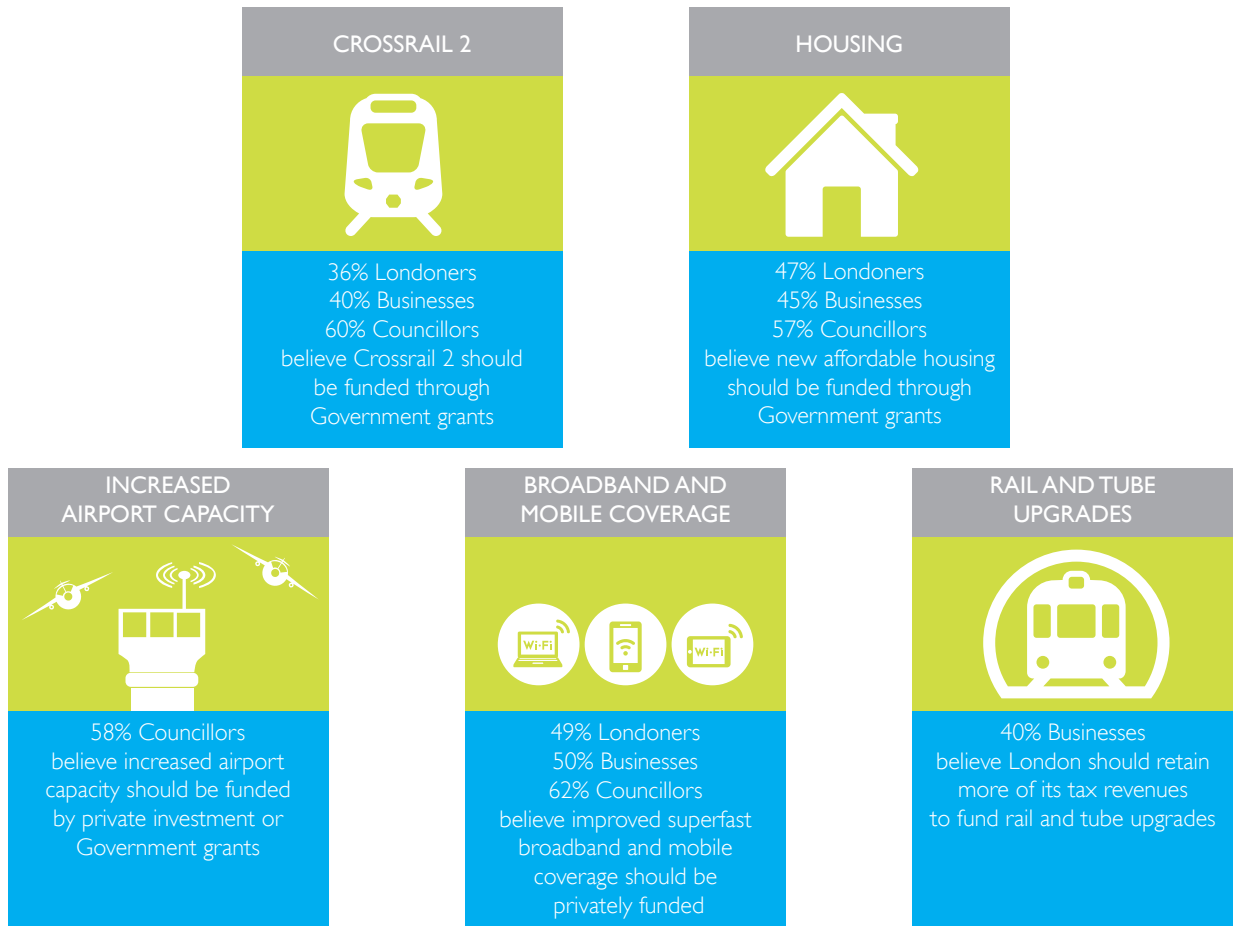 CROSSRAIL 2
36% Londoners
40% Businesses
60% Councillors
believe Crossrail 2 should
be funded through
Government grants
HOUSING
47% Londoners
45% Businesses
57% Councillors
believe new affordable housing
should be funded through
Government grants
INCREASED
AIRPORT CAPACITY
58% Councillors
believe increased airport
capacity should be funded
by private investment or
Government grants
BROADBAND AND
MOBILE COVERAGE
Wi-Fi
Wi-Fi
49% Londoners
50% Businesses
62% Councillors
believe improved superfast
broadband and mobile
coverage should be
privately funded
RAIL AND TUBE
UPGRADES
40% Businesses
believe London should retain
more of its tax revenues
to fund rail and tube upgrades